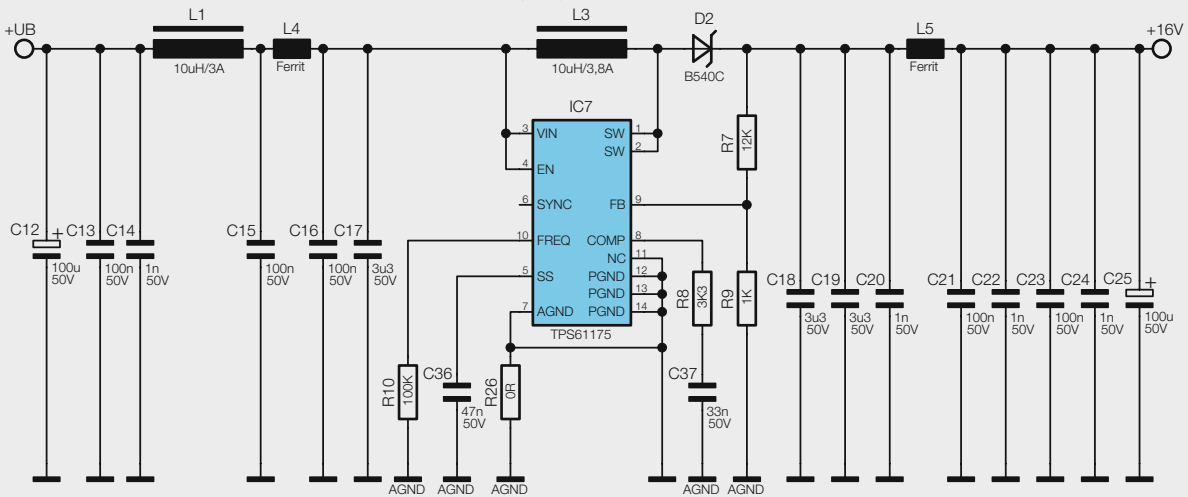 +UB
L1
10uH/3A
L4
Ferrit
L3
10uH/3,8A
D2
B540C
L5
Ferrit
+16V
IC7
3 VIN
4 EN
6 SYNC
10 FREQ
5 SS
7 AGND
SW 1
SW 2
FB 9
COMP 8
NC 11
PGND 12
PGND 13
PGND 14
TPS61175
R7
12K
C12
+
100u
50V
C13
100n
50V
C14
1n
50V
C15
100n
50V
C16
100n
50V
C17
3u3
50V
R8
3K3
R9
1K
C18
3u3
50V
C19
3u3
50V
C20
1n
50V
C21
100n
50V
C22
1n
50V
C23
100n
50V
C24
1n
50V
C25
+
100u
50V
R10
100K
C36
47n
50V
R26
0R
C37
33n
50V
AGND
AGND
AGND
AGND
AGND